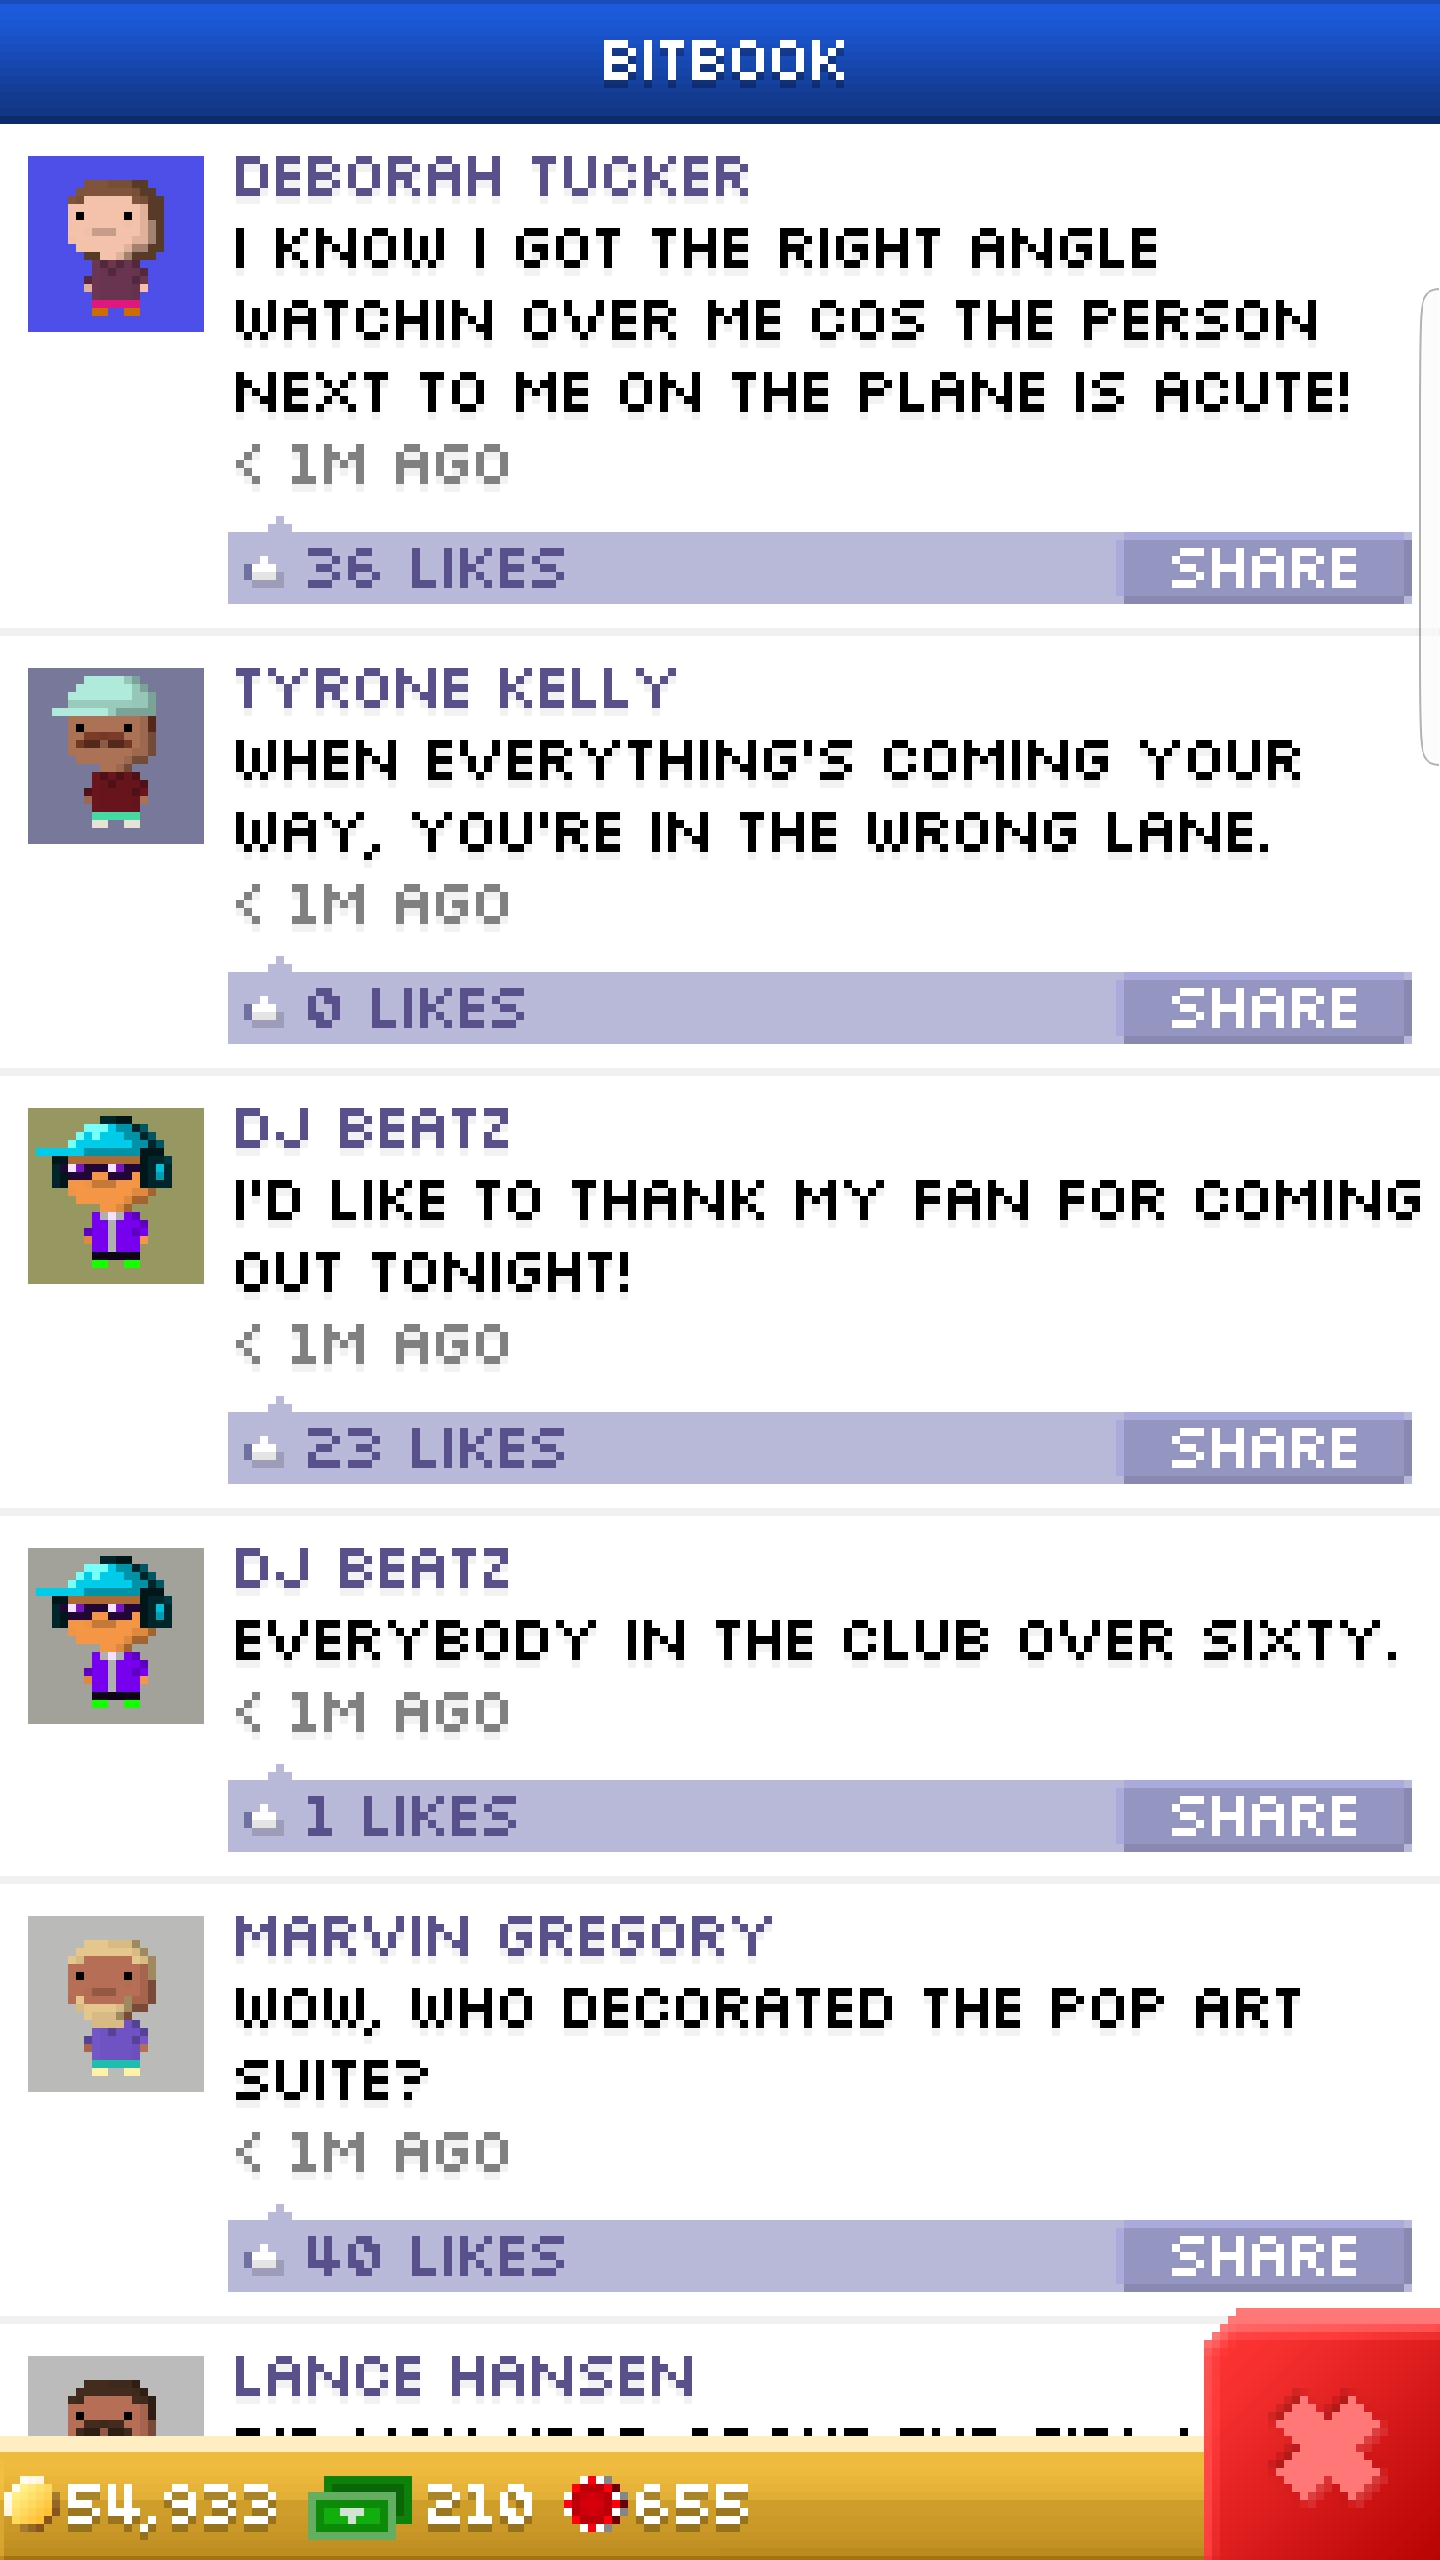 BITBOOK
DEBORAH TUCKER
I KNOW I GOT THE RIGHT ANGLE
WATCHIN OVER ME COS THE PERSON
NEXT TO ME ON THE PLANE IS ACUTE!
< 1M AGO
36 LIKES SHARE
TYRONE KELLY
WHEN EVERYTHING'S COMING YOUR
WAY, YOU'RE IN THE WRONG LANE.
< 1M AGO
0 LIKES SHARE
DJ BEATZ
I'D LIKE TO THANK MY FAN FOR COMING
OUT TONIGHT!
< 1M AGO
23 LIKES SHARE
DJ BEATZ
EVERYBODY IN THE CLUB OVER SIXTY.
< 1M AGO
1 LIKES SHARE
MARVIN GREGORY
WOW, WHO DECORATED THE POP ART
SUITE?
< 1M AGO
40 LIKES SHARE
LANCE HANSEN
54,933 210 655